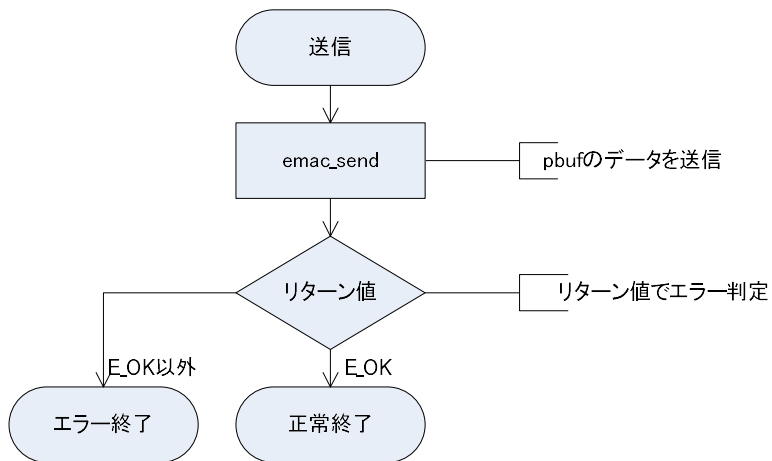 送信
emac_send
pbufのデータを送信
リターン値
リターン値でエラー判定
E_OK以外
E_OK
エラー終了
正常終了